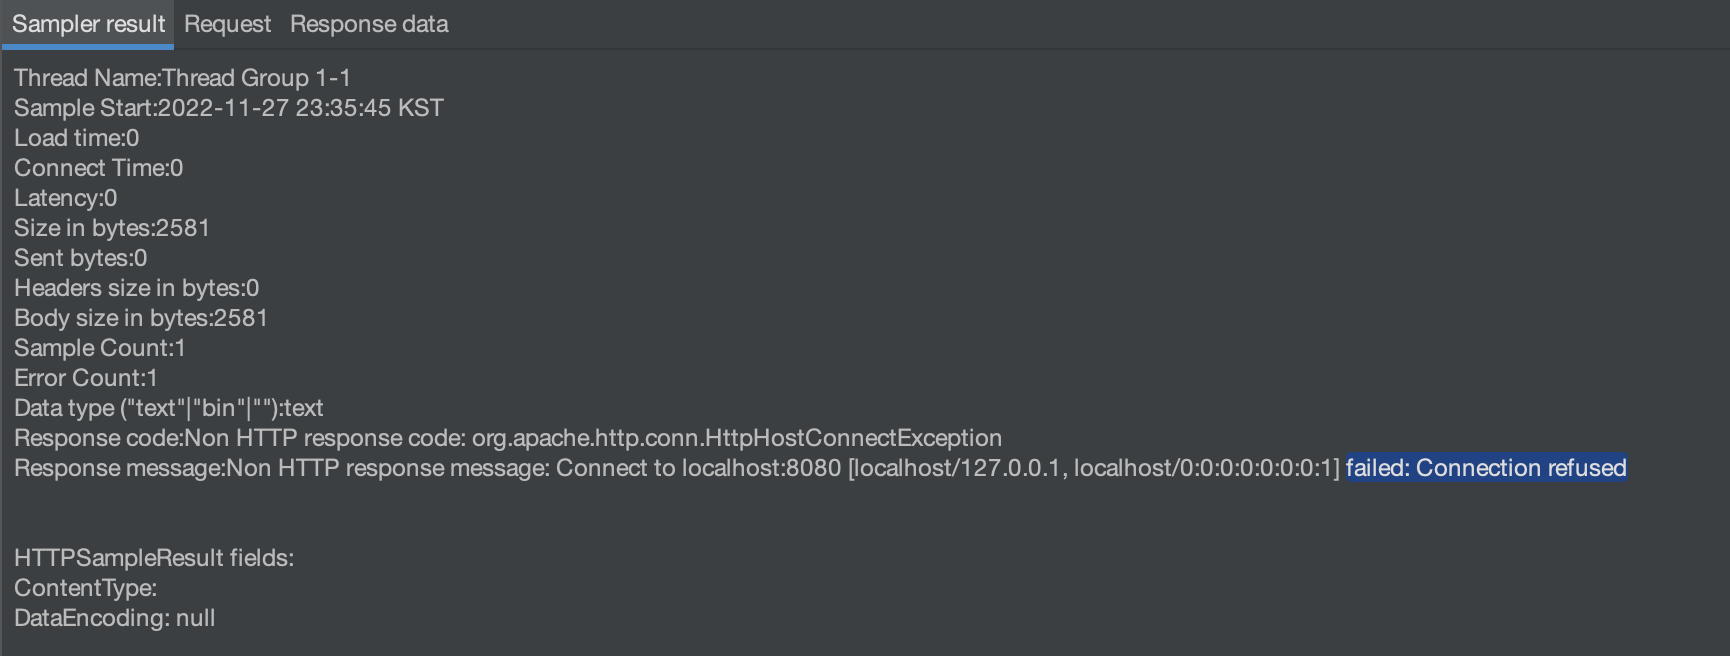 Sampler result Request Response data
Thread Name:Thread Group 1-1
Sample Start:2022-11-27 23:35:45 KST
Load time:0
Connect Time:0
Latency:0
Size in bytes:2581
Sent bytes:0
Headers size in bytes:0
Body size in bytes:2581
Sample Count:1
Error Count:1
Data type ("text"|"bin"|""):text
Response code:Non HTTP response code: org.apache.http.conn.HttpHostConnectException
Response message:Non HTTP response message: Connect to localhost:8080 [localhost/127.0.0.1, localhost/0:0:0:0:0:0:0:1] failed: Connection refused
HTTPSampleResult fields:
ContentType:
DataEncoding: null